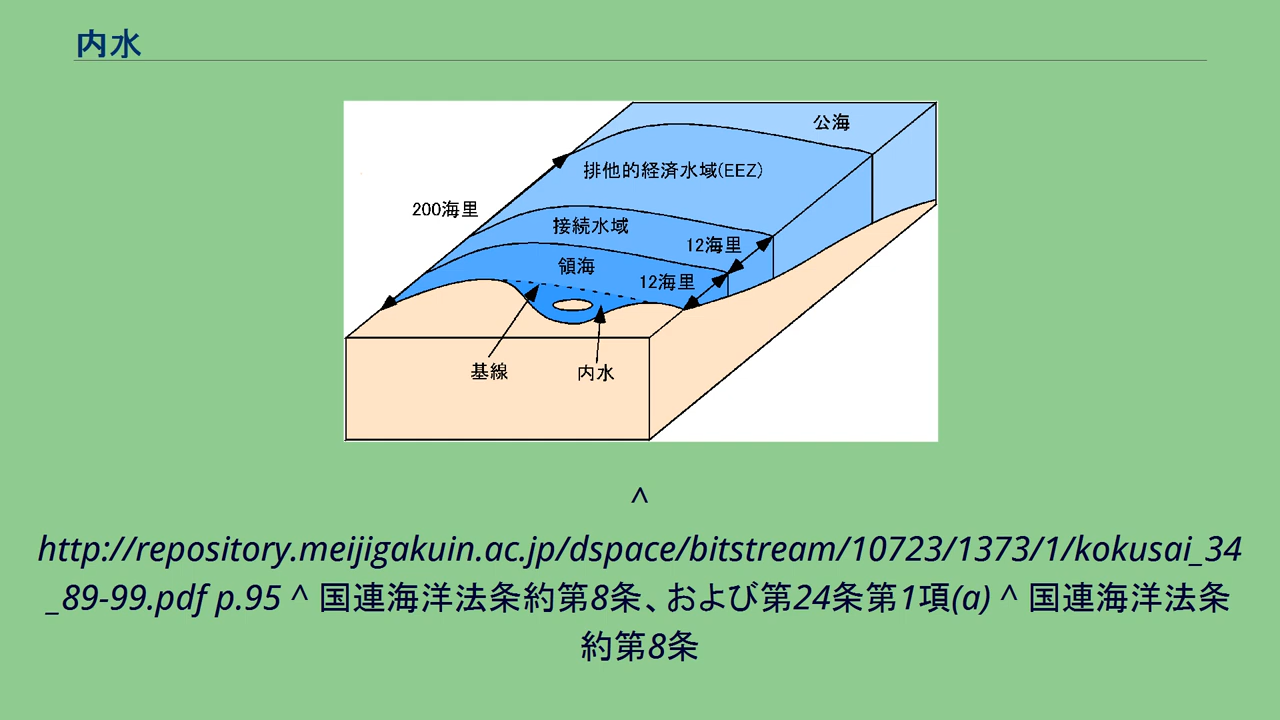 内水
公海
排他的経済水域(EEZ)
200海里
接続水域
12海里
領海
12海里
基線
内水
^
http://repository.meijigakuin.ac.jp/dspace/bitstream/10723/1373/1/kokusai_34
_89-99.pdf p.95 ^ 国連海洋法条約第8条、および第24条第1項(a) ^ 国連海洋法条
約第8条